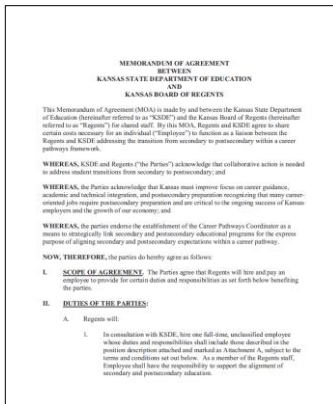 MEMORANDUM OF AGREEMENT
BETWEEN
KANSAS STATE DEPARTMENT OF EDUCATION
AND
KANSAS BOARD OF REGENTS
This Memorandum of Agreement (MOA) is made by and between the Kansas State Department
of Education (hereinafter referred to as "KSDE") and the Kansas Board of Regents (hereinafter
referred to as "Regents") for shared staff. By this MOA, Regents and KSDE agree to share
certain costs necessary for an individual ("Employee") to function as a liaison between the
Regents and KSDE addressing the transition from secondary to postsecondary within a career
pathways framework.
WHEREAS, KSDE and Regents ("the Parties") acknowledge that collaborative action is needed
to address student transitions from secondary to postsecondary; and
WHEREAS, the Parties acknowledge that Kansas must improve focus on career guidance,
academic and technical integration, and postsecondary preparation recognizing that many career-
oriented jobs require postsecondary preparation and are critical to the ongoing success of Kansas
employers and the growth of our economy; and
WHEREAS, the parties endorse the establishment of the Career Pathways Coordinator as a
means to strategically link secondary and postsecondary educational programs for the express
purpose of aligning secondary and postsecondary expectations within a career pathway.
NOW, THEREFORE, the parties do hereby agree as follows:
I. SCOPE OF AGREEMENT. The Parties agree that Regents will hire and pay an
employee to provide for certain duties and responsibilities as set forth below benefiting
the parties.
II. DUTIES OF THE PARTIES:
A. Regents will:
1. In consultation with KSDE, hire one full-time, unclassified employee
whose duties and responsibilities shall include those described in the
position description attached and marked as Attachment A, subject to the
terms and conditions set out below. As a member of the Regents staff,
Employee shall have the responsibility to support the alignment of
secondary and postsecondary education.